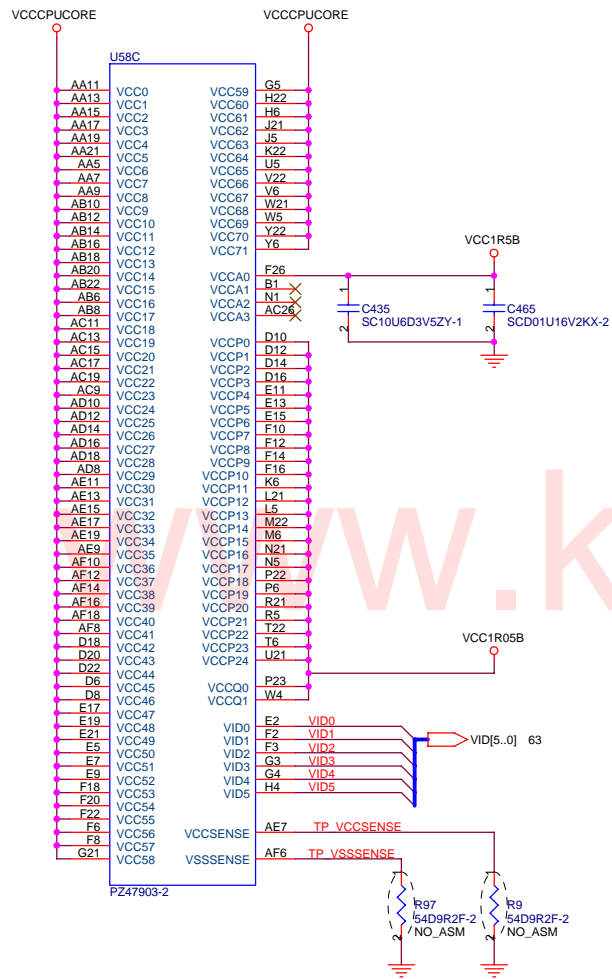 VCCCPUCORE VCCCPUCORE
U58C
AA11 VCC0 VCC59 G5
AA13 VCC1 VCC60 H22
AA15 VCC2 VCC61 H6
AA17 VCC3 VCC62 J21
AA19 VCC4 VCC63 J5
AA21 VCC5 VCC64 K22
AA5 VCC6 VCC65 U5
AA7 VCC7 VCC66 V22
AA9 VCC8 VCC67 V6
AB10 VCC9 VCC68 W21
AB12 VCC10 VCC69 W5
AB14 VCC11 VCC70 Y22
AB16 VCC12 VCC71 Y6
AB18 VCC13
AB20 VCC14 VCCA0 F26
AB22 VCC15 VCCA1 B1
AB6 VCC16 VCCA2 N1
AB8 VCC17 VCCA3 AC26
AC11 VCC18
AC13 VCC19 VCCP0 D10
AC15 VCC20 VCCP1 D12
AC17 VCC21 VCCP2 D14
AC19 VCC22 VCCP3 D16
AC9 VCC23 VCCP4 E11
AD10 VCC24 VCCP5 E13
AD12 VCC25 VCCP6 E15
AD14 VCC26 VCCP7 F10
AD16 VCC27 VCCP8 F12
AD18 VCC28 VCCP9 F14
AD8 VCC29 VCCP10 F16
AE11 VCC30 VCCP11 K6
AE13 VCC31 VCCP12 L21
AE15 VCC32 VCCP13 L5
AE17 VCC33 VCCP14 M22
AE19 VCC34 VCCP15 M6
AE9 VCC35 VCCP16 N21
AF10 VCC36 VCCP17 N5
AF12 VCC37 VCCP18 P22
AF14 VCC38 VCCP19 P6
AF16 VCC39 VCCP20 R21
AF18 VCC40 VCCP21 R5
AF8 VCC41 VCCP22 T22
D18 VCC42 VCCP23 T6
D20 VCC43 VCCP24 U21
D22 VCC44
D6 VCC45 VCCQ0 P23
D8 VCC46 VCCQ1 W4
E17 VCC47
E19 VCC48 VID0 E2 VID0
E21 VCC49 VID1 F2 VID1
E5 VCC50 VID2 F3 VID2
E7 VCC51 VID3 G3 VID3
E9 VCC52 VID4 G4 VID4
F18 VCC53 VID5 H4 VID5
F20 VCC54
F22 VCC55
F6 VCC56 VCCSENSE AE7 TP_VCCSENSE
F8 VCC57
G21 VCC58 VSSSENSE AF6 TP_VSSSENSE
PZ47903-2
VCC1R5B
1 1
C435 C465
SC10U6D3V5ZY-1 SCD01U16V2KX-2
2 2
www.k
VCC1R05B
VID[5..0] 63
1 1
R97 R9
54D9R2F-2 54D9R2F-2
NO_ASM NO_ASM
2 2